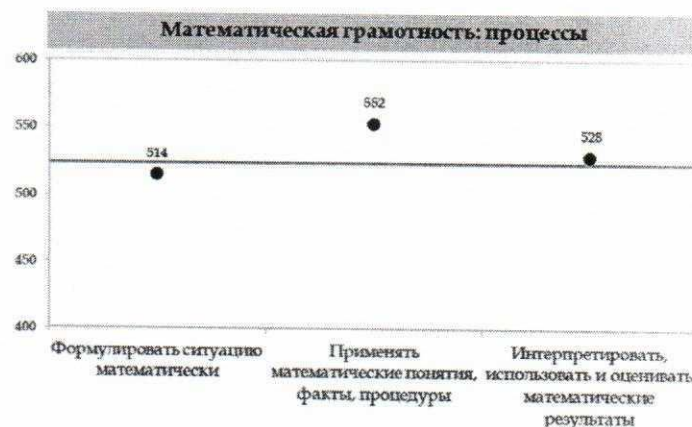 Математическая грамотность: процессы
600
550
500
450
400
514
552
528
Формулировать ситуацию
математически
Применять
математические понятия,
факты, процедуры
Интерпретировать,
использовать и оценивать
математические
результаты